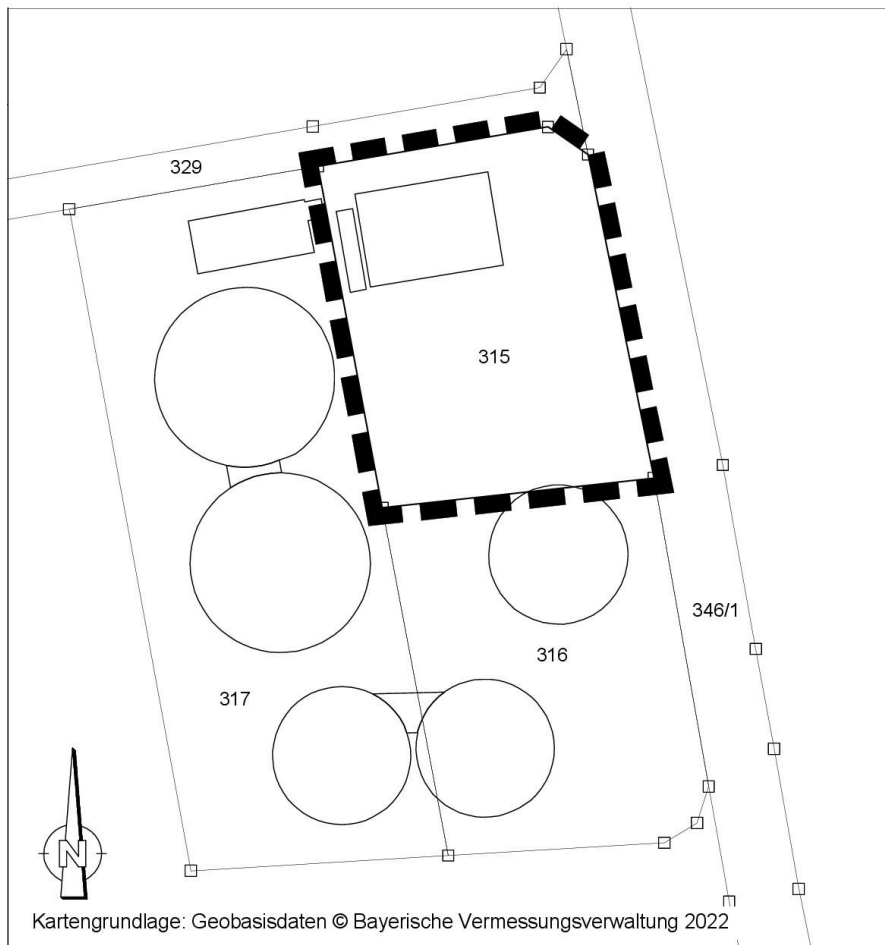 329
315
346/1
316
317
N
Kartengrundlage: Geobasisdaten © Bayerische Vermessungsverwaltung 2022